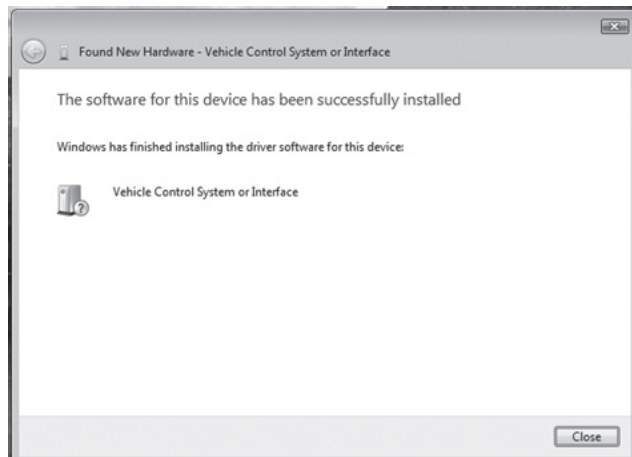 Found New Hardware - Vehicle Control System or Interface
The software for this device has been successfully installed
Windows has finished installing the driver software for this device:
Vehicle Control System or Interface
Close